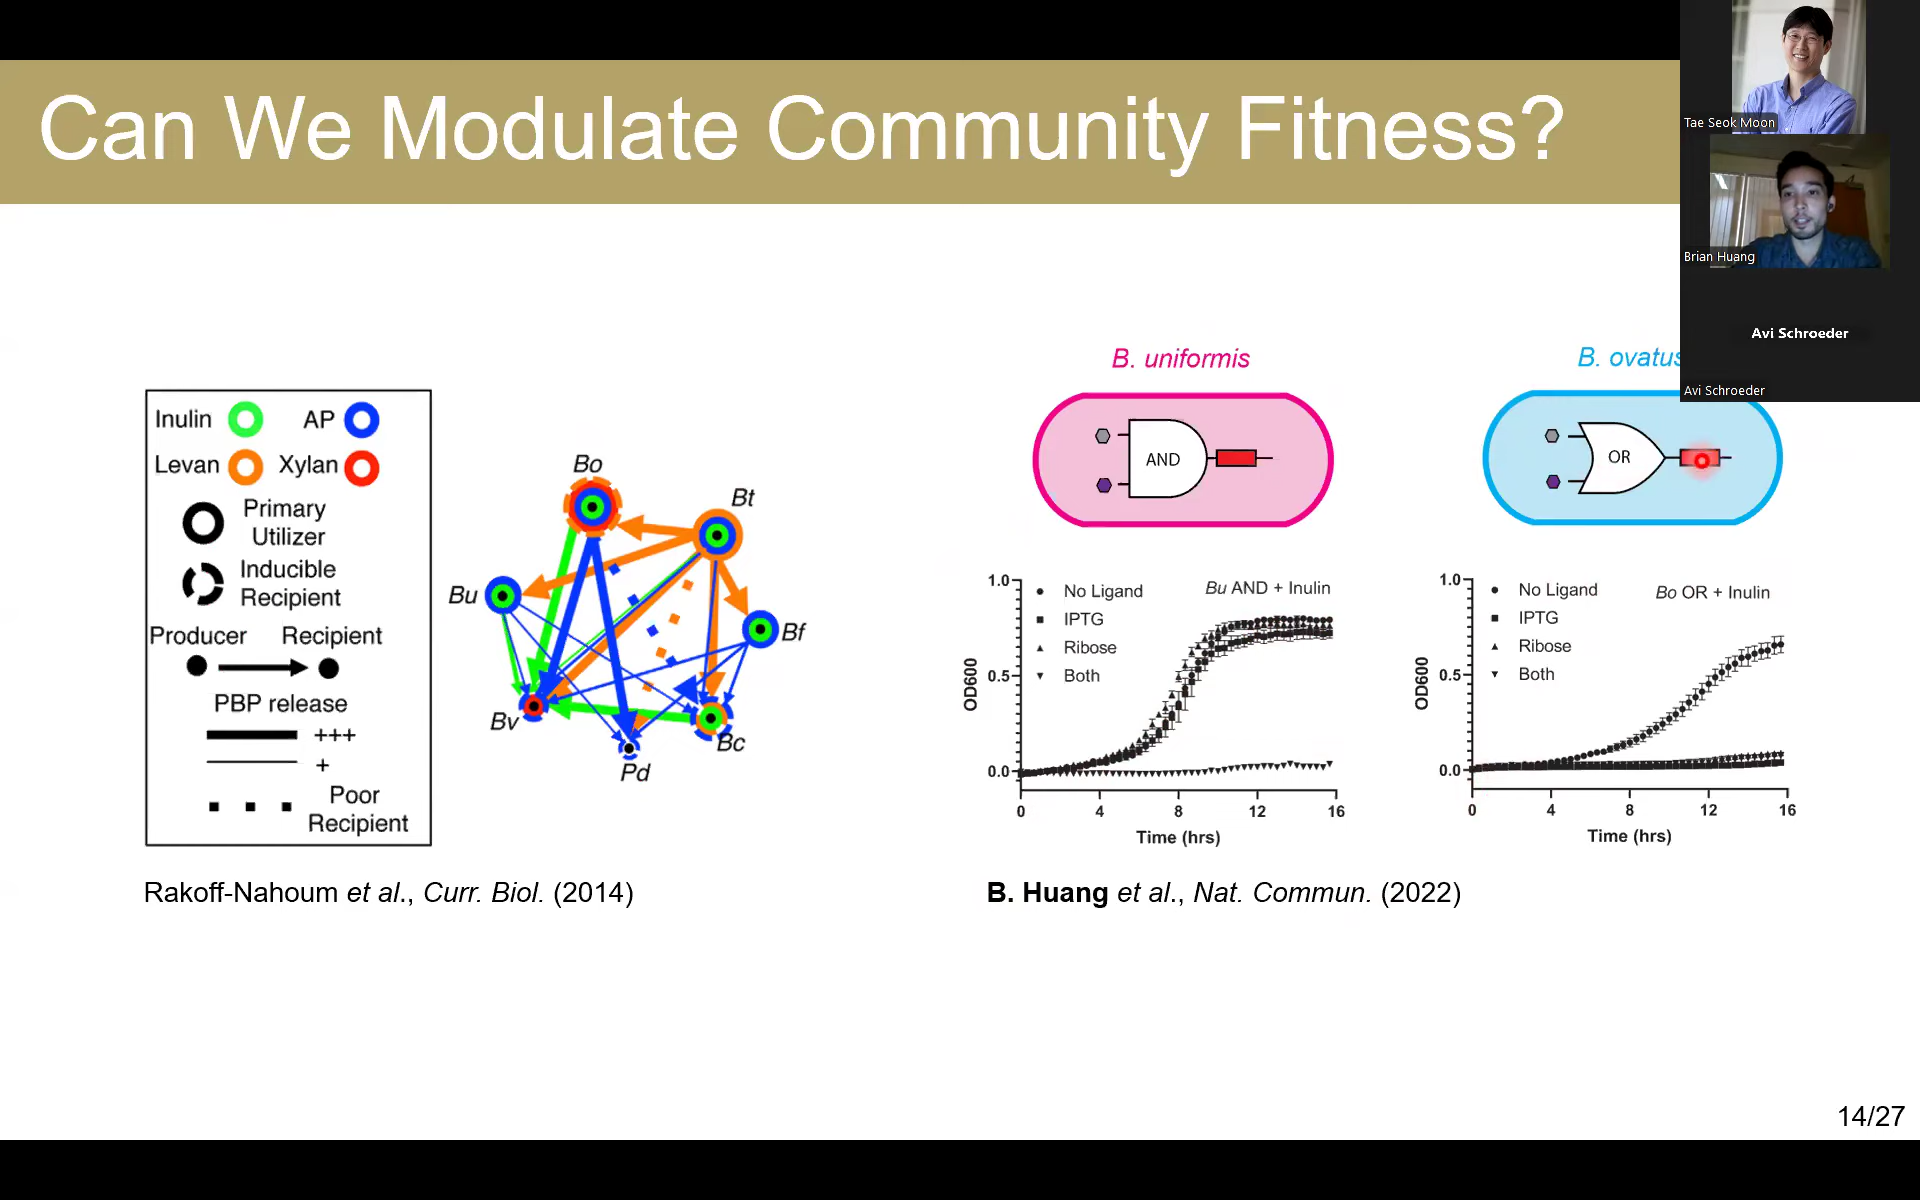 Can We Modulate Community Fitness?
Tae Seok Moon
Brian Huang
Avi Schroeder
Avi Schroeder
Inulin AP
Levan Xylan
Primary
Utilizer
Inducible
Recipient
Producer Recipient
PBP release
+++
+
Poor
Recipient
Bo
Bt
Bu
Bf
Bv
Bc
Pd
Rakoff-Nahoum et al., Curr. Biol. (2014)
B. uniformis
AND
B. ovatus
OR
Bu AND + Inulin
No Ligand
IPTG
Ribose
Both
OD600
1.0
0.5
0.0
0 4 8 12 16
Time (hrs)
Bo OR + Inulin
No Ligand
IPTG
Ribose
Both
OD600
1.0
0.5
0.0
0 4 8 12 16
Time (hrs)
B. Huang et al., Nat. Commun. (2022)
14/27